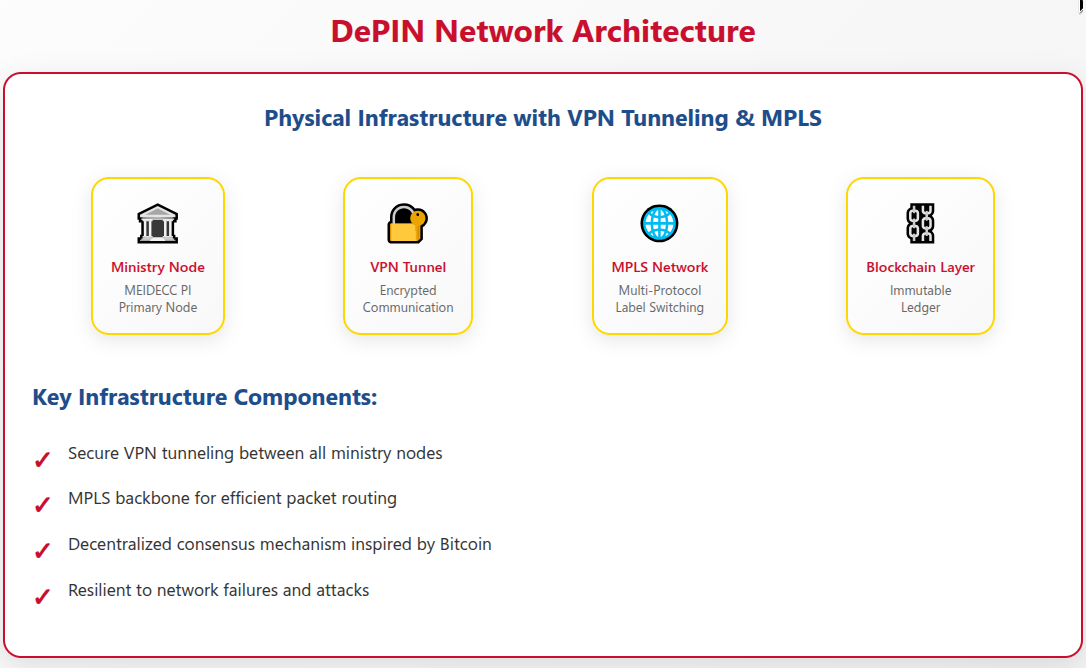 DePIN Network Architecture
Physical Infrastructure with VPN Tunneling & MPLS
Ministry Node
MEIDECC PI
Primary Node
VPN Tunnel
Encrypted
Communication
MPLS Network
Multi-Protocol
Label Switching
Blockchain Layer
Immutable
Ledger
Key Infrastructure Components:
Secure VPN tunneling between all ministry nodes
MPLS backbone for efficient packet routing
Decentralized consensus mechanism inspired by Bitcoin
Resilient to network failures and attacks